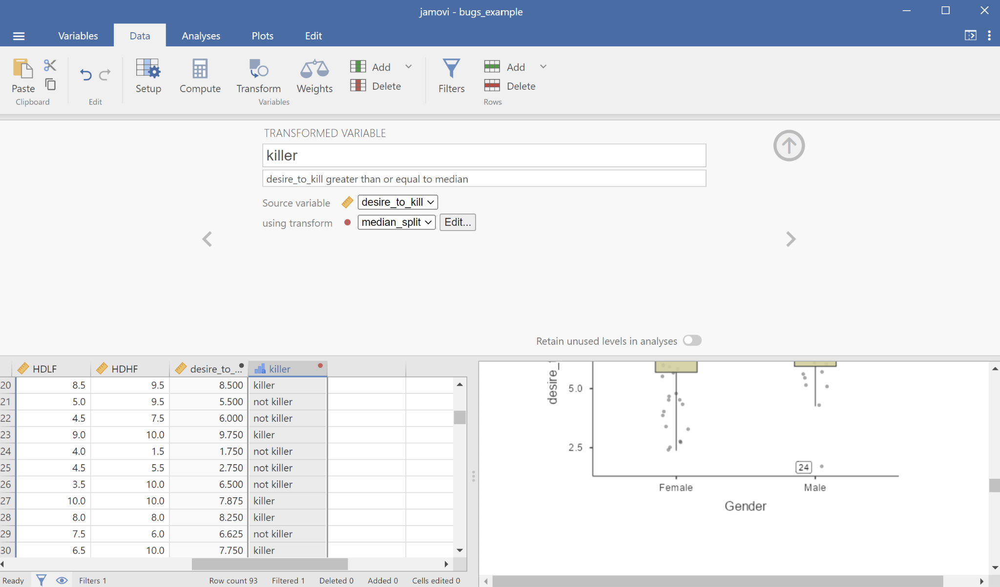 jamovi - bugs_example
Variables Data Analyses Plots Edit
Paste Setup Compute Transform Weights Add Delete Filters Add Delete
Clipboard Edit Variables Rows
TRANSFORMED VARIABLE
killer
desire_to_kill greater than or equal to median
Source variable desire_to_kill
using transform median_split Edit...
Retain unused levels in analyses
HDLF HDHF desire_to_... killer
20 8.5 9.5 8.500 killer
21 5.0 9.5 5.500 not killer
22 4.5 7.5 6.000 not killer
23 9.0 10.0 9.750 killer
24 4.0 1.5 1.750 not killer
25 4.5 5.5 2.750 not killer
26 3.5 10.0 6.500 not killer
27 10.0 10.0 7.875 killer
28 8.0 8.0 8.250 killer
29 7.5 6.0 6.625 not killer
30 6.5 10.0 7.750 killer
desire_
5.0
2.5
24
Female Male
Gender
Ready Filters 1 Row count 93 Filtered 1 Deleted 0 Added 0 Cells edited 0